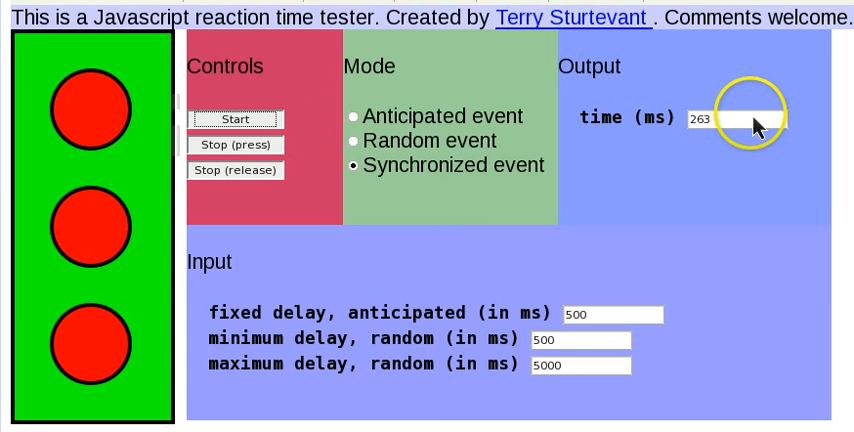 This is a Javascript reaction time tester. Created by Terry Sturtevant . Comments welcome.
Controls
Start
Stop (press)
Stop (release)
Mode
Anticipated event
Random event
Synchronized event
Output
time (ms) 263
Input
fixed delay, anticipated (in ms) 500
minimum delay, random (in ms) 500
maximum delay, random (in ms) 5000